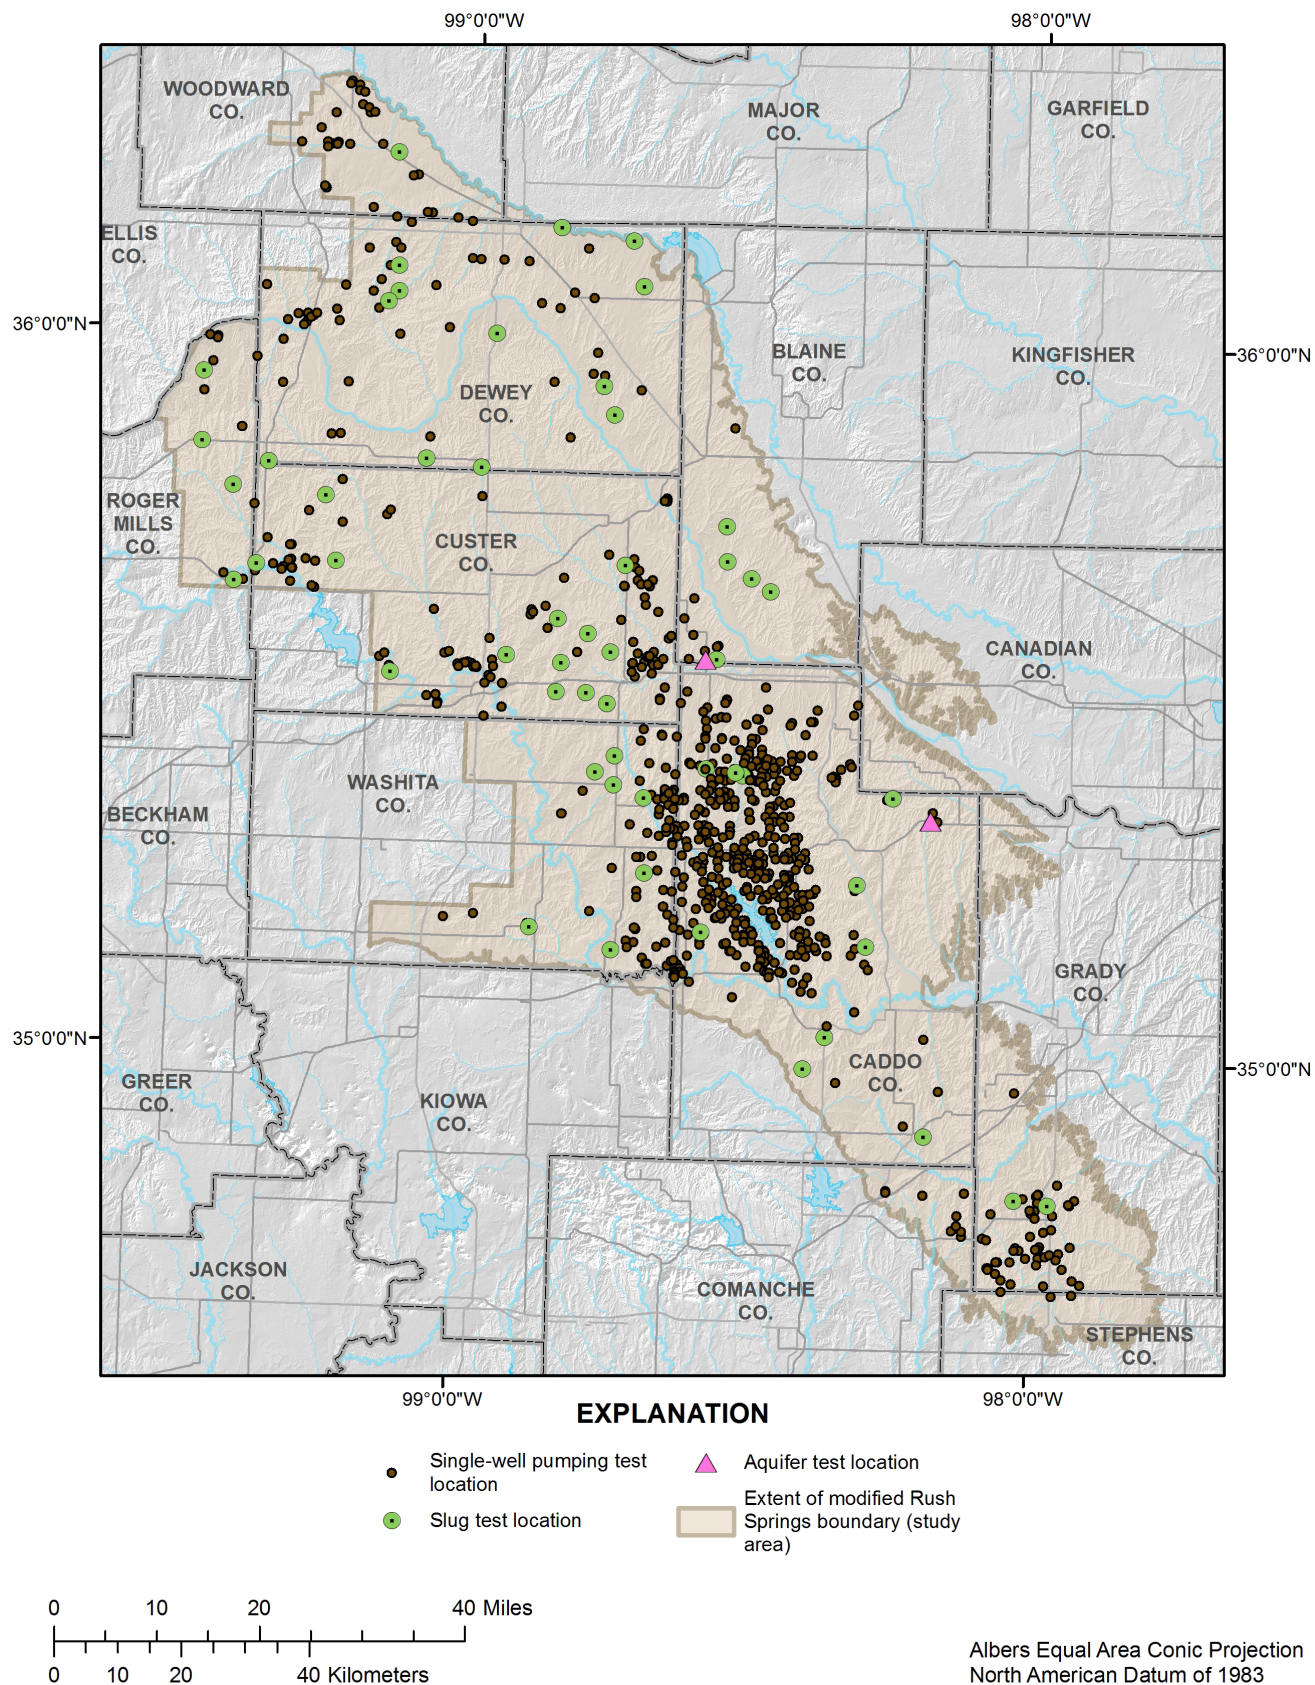 99°0'0"W
98°0'0"W
WOODWARD
CO.
MAJOR
CO.
GARFIELD
CO.
ELLIS
CO.
36°0'0"N
BLAINE
CO.
KINGFISHER
CO.
36°0'0"N
DEWEY
CO.
ROGER
MILLS
CO.
CUSTER
CO.
CANADIAN
CO.
WASHITA
CO.
BECKHAM
CO.
GRADY
CO.
35°0'0"N
CADDO
CO.
35°0'0"N
GREER
CO.
KIOWA
CO.
JACKSON
CO.
COMANCHE
CO.
STEPHENS
CO.
99°0'0"W
98°0'0"W
EXPLANATION
Single-well pumping test
location
Slug test location
Aquifer test location
Extent of modified Rush
Springs boundary (study
area)
0 10 20 40 Miles
0 10 20 40 Kilometers
Albers Equal Area Conic Projection
North American Datum of 1983